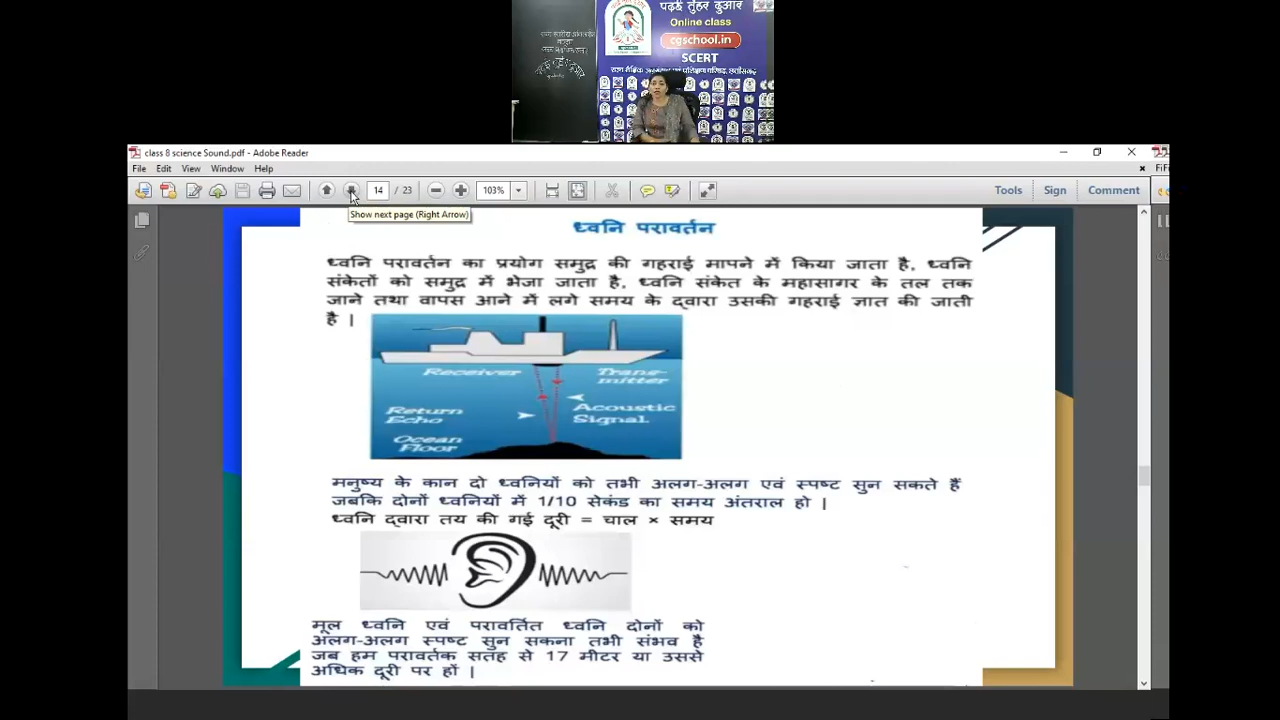 पढ़ई तुंहर दुआर
Online class
cgschool.in
SCERT
class 8 science Sound.pdf - Adobe Reader
File Edit View Window Help
14 / 23 103% Tools Sign Comment
Show next page (Right Arrow)
ध्वनि परावर्तन
ध्वनि परावर्तन का प्रयोग समुद्र की गहराई मापने में किया जाता है, ध्वनि
संकेतों को समुद्र में भेजा जाता है, ध्वनि संकेत के महासागर के तल तक
जाने तथा वापस आने में लगे समय के द्वारा उसकी गहराई ज्ञात की जाती
है |
Receiver
Trans-
mitter
Return
Echo
Acoustic
Signal
Ocean
Floor
मनुष्य के कान दो ध्वनियों को तभी अलग-अलग एवं स्पष्ट सुन सकते हैं
जबकि दोनों ध्वनियों में 1/10 सेकंड का समय अंतराल हो |
ध्वनि द्वारा तय की गई दूरी = चाल × समय
मूल ध्वनि एवं परावर्तित ध्वनि दोनों को
अलग-अलग स्पष्ट सुन सकना तभी संभव है
जब हम परावर्तक सतह से 17 मीटर या उससे
अधिक दूरी पर हों |